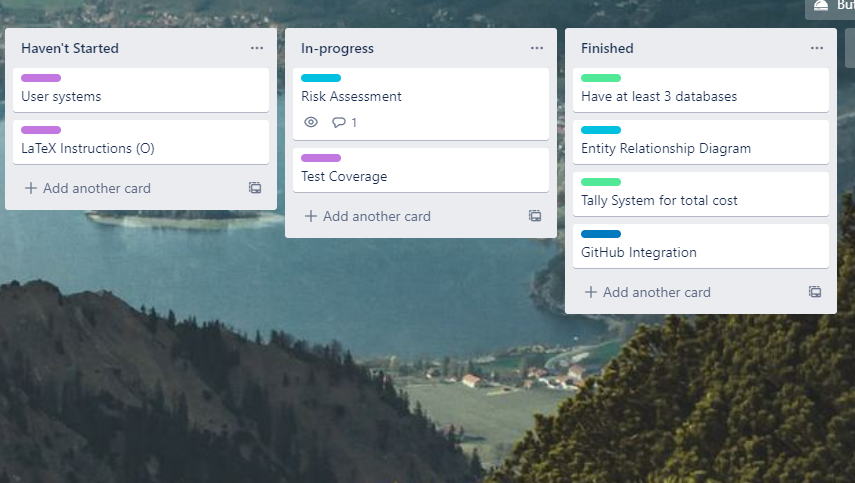 But
Haven't Started
User systems
LaTeX Instructions (O)
Add another card
In-progress
Risk Assessment
1
Test Coverage
Add another card
Finished
Have at least 3 databases
Entity Relationship Diagram
Tally System for total cost
GitHub Integration
Add another card